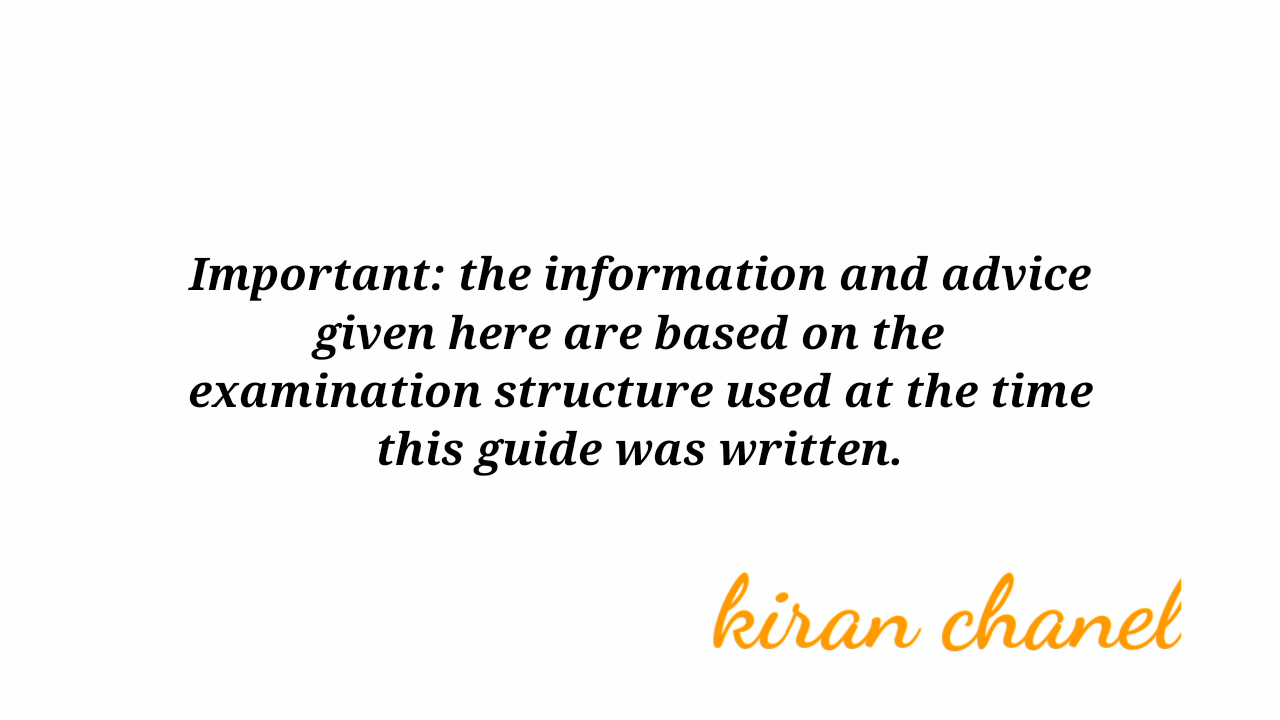 Important: the information and advice
given here are based on the
examination structure used at the time
this guide was written.
kiran chanel